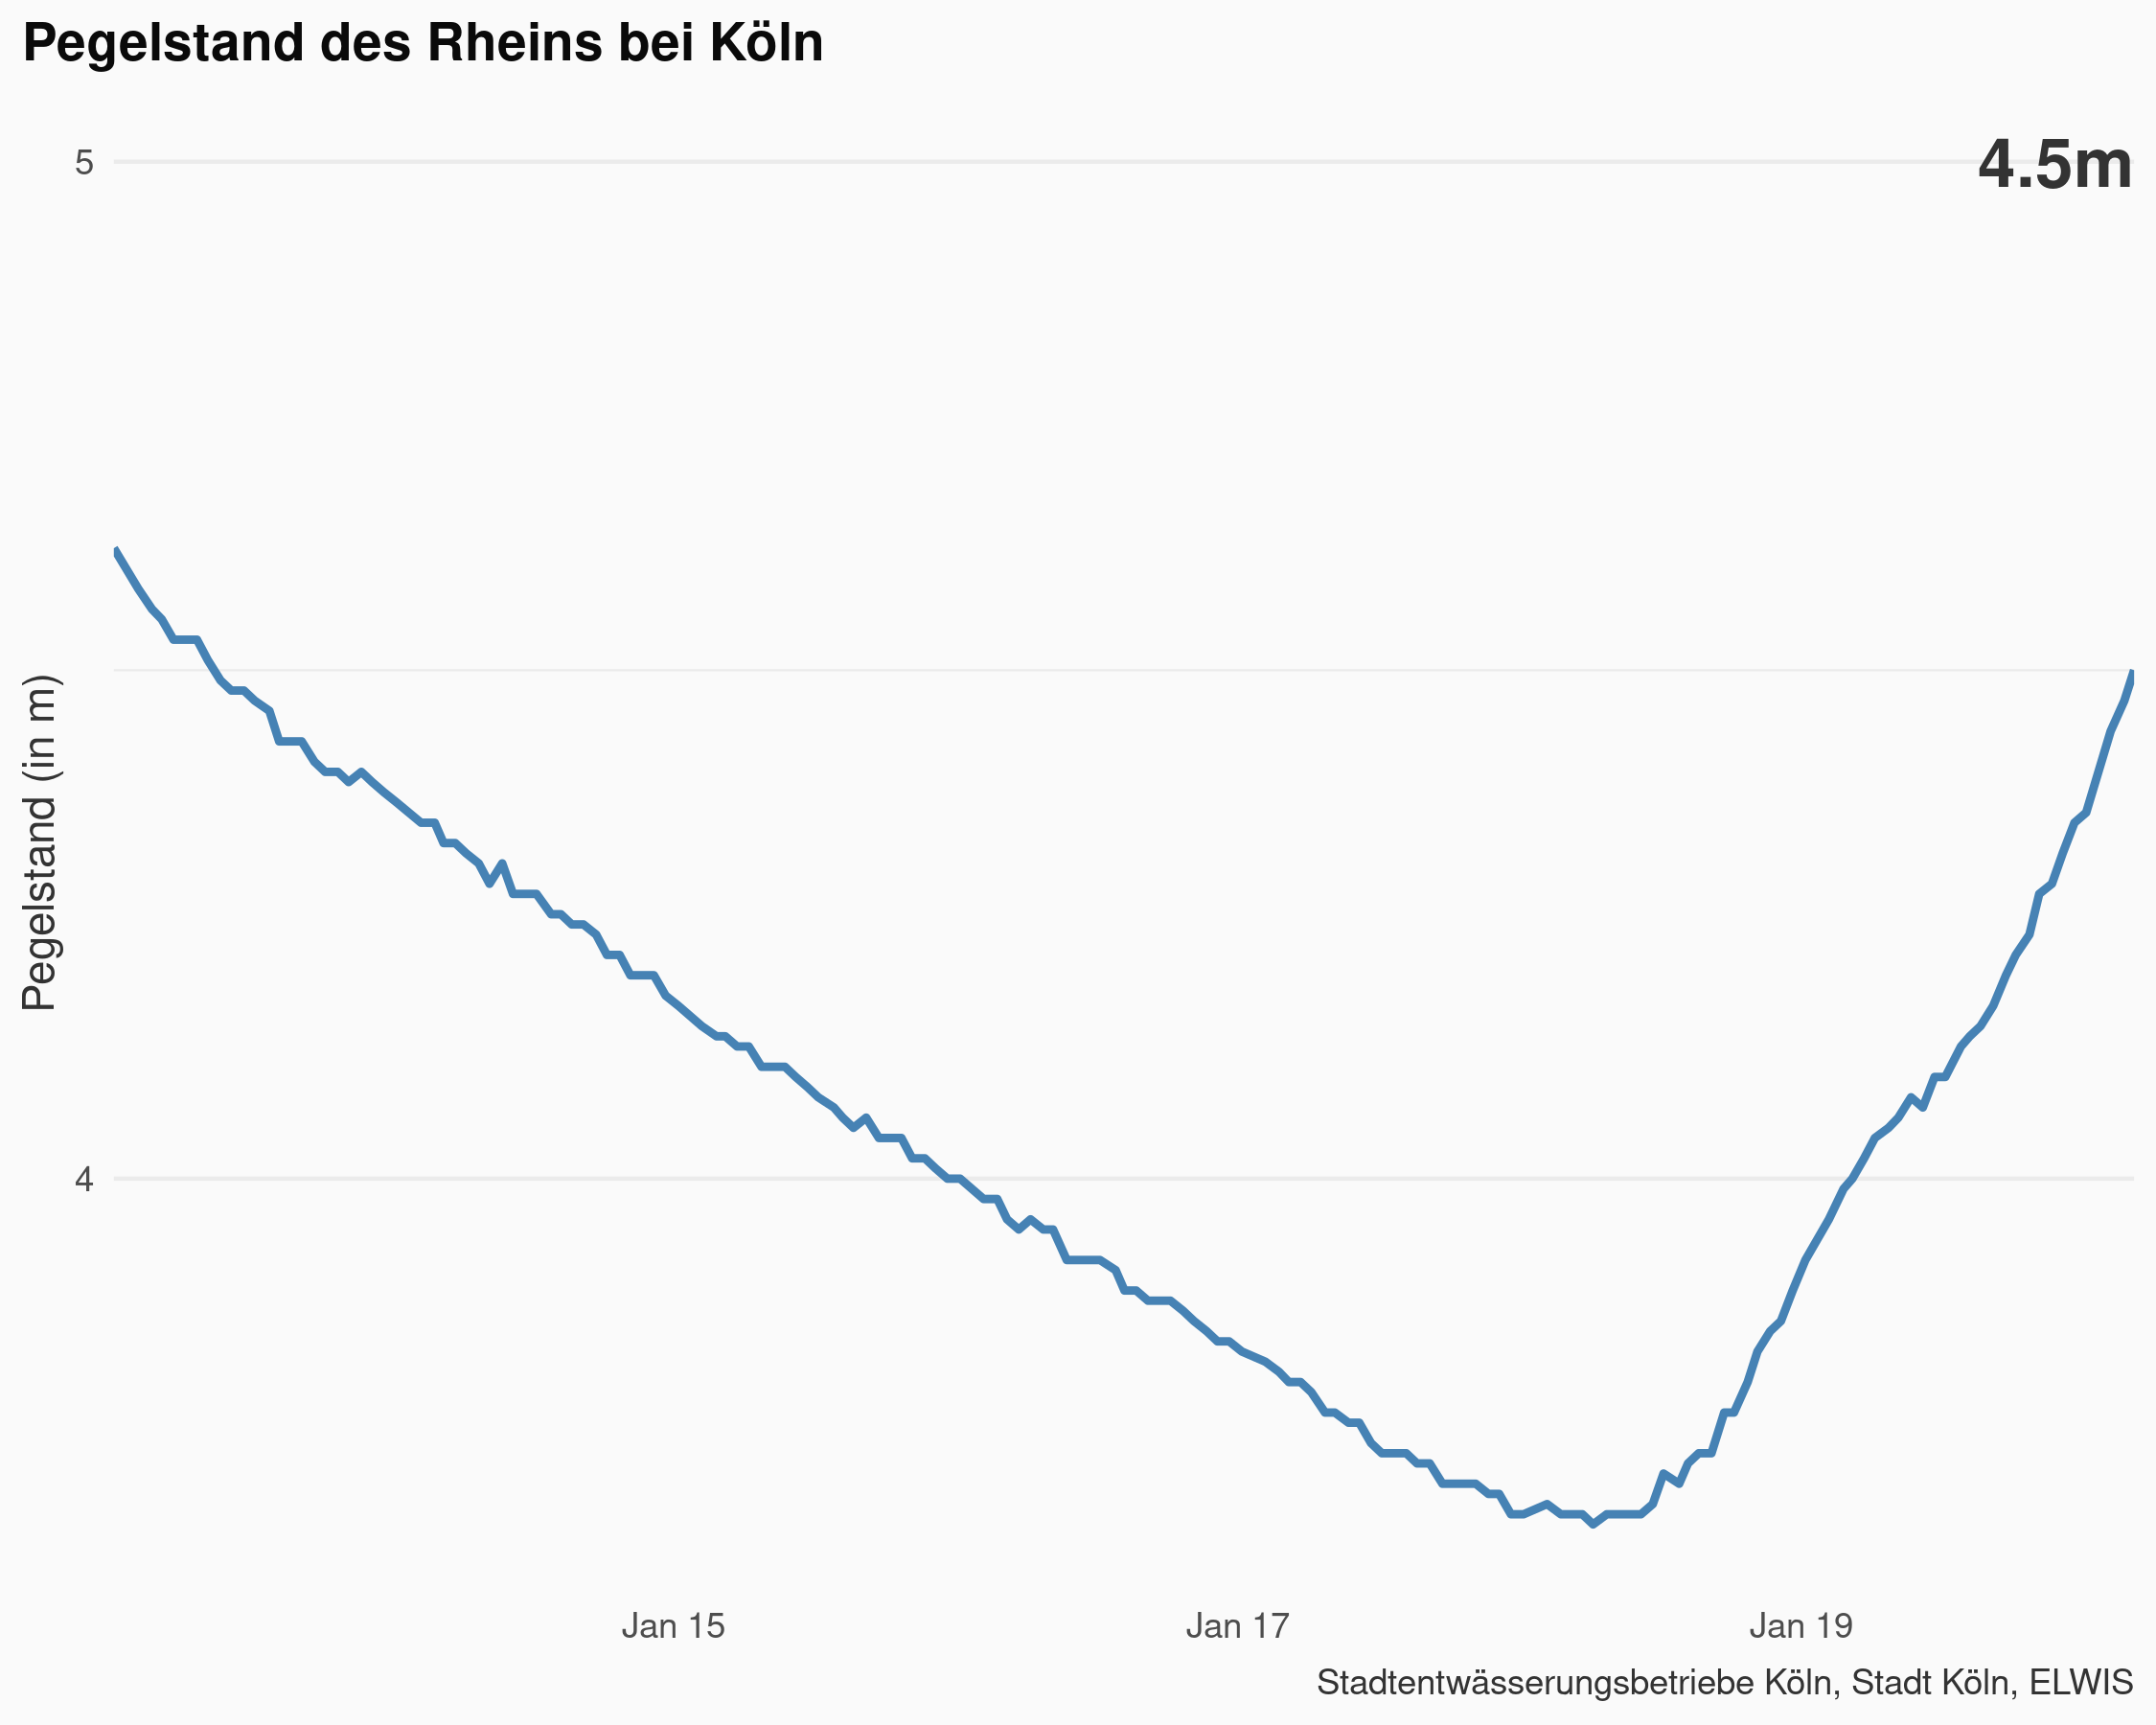 Pegelstand des Rheins bei Köln
4.5m
5
4
Pegelstand (in m)
Jan 15
Jan 17
Jan 19
Stadtentwässerungsbetriebe Köln, Stadt Köln, ELWIS